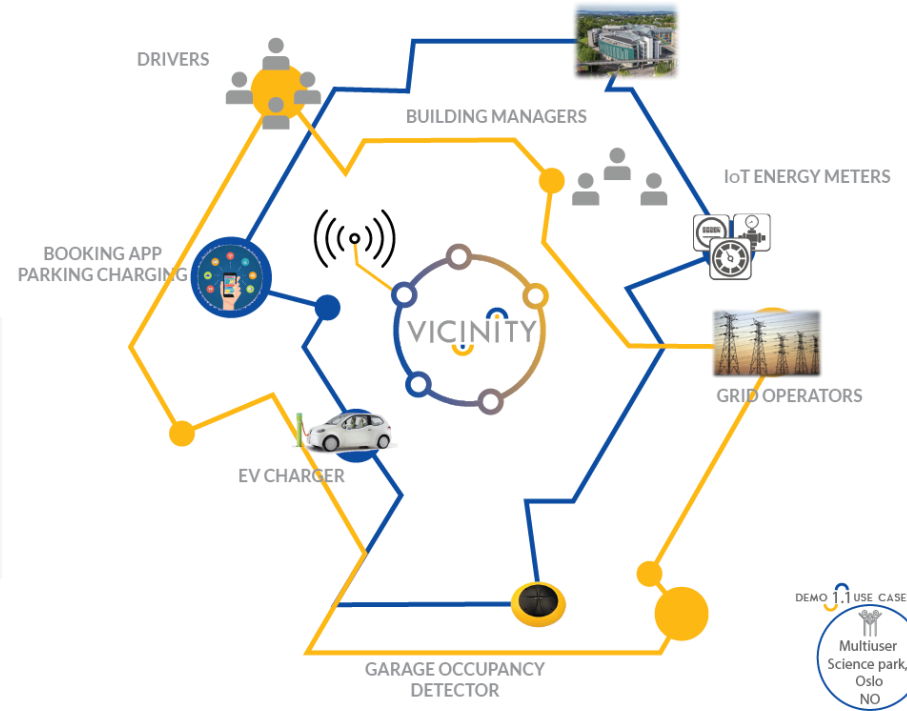 DRIVERS
BUILDING MANAGERS
IoT ENERGY METERS
BOOKING APP
PARKING CHARGING
VICINITY
GRID OPERATORS
EV CHARGER
GARAGE OCCUPANCY
DETECTOR
DEMO 1.1 USE CASE
Multiuser
Science park,
Oslo
NO